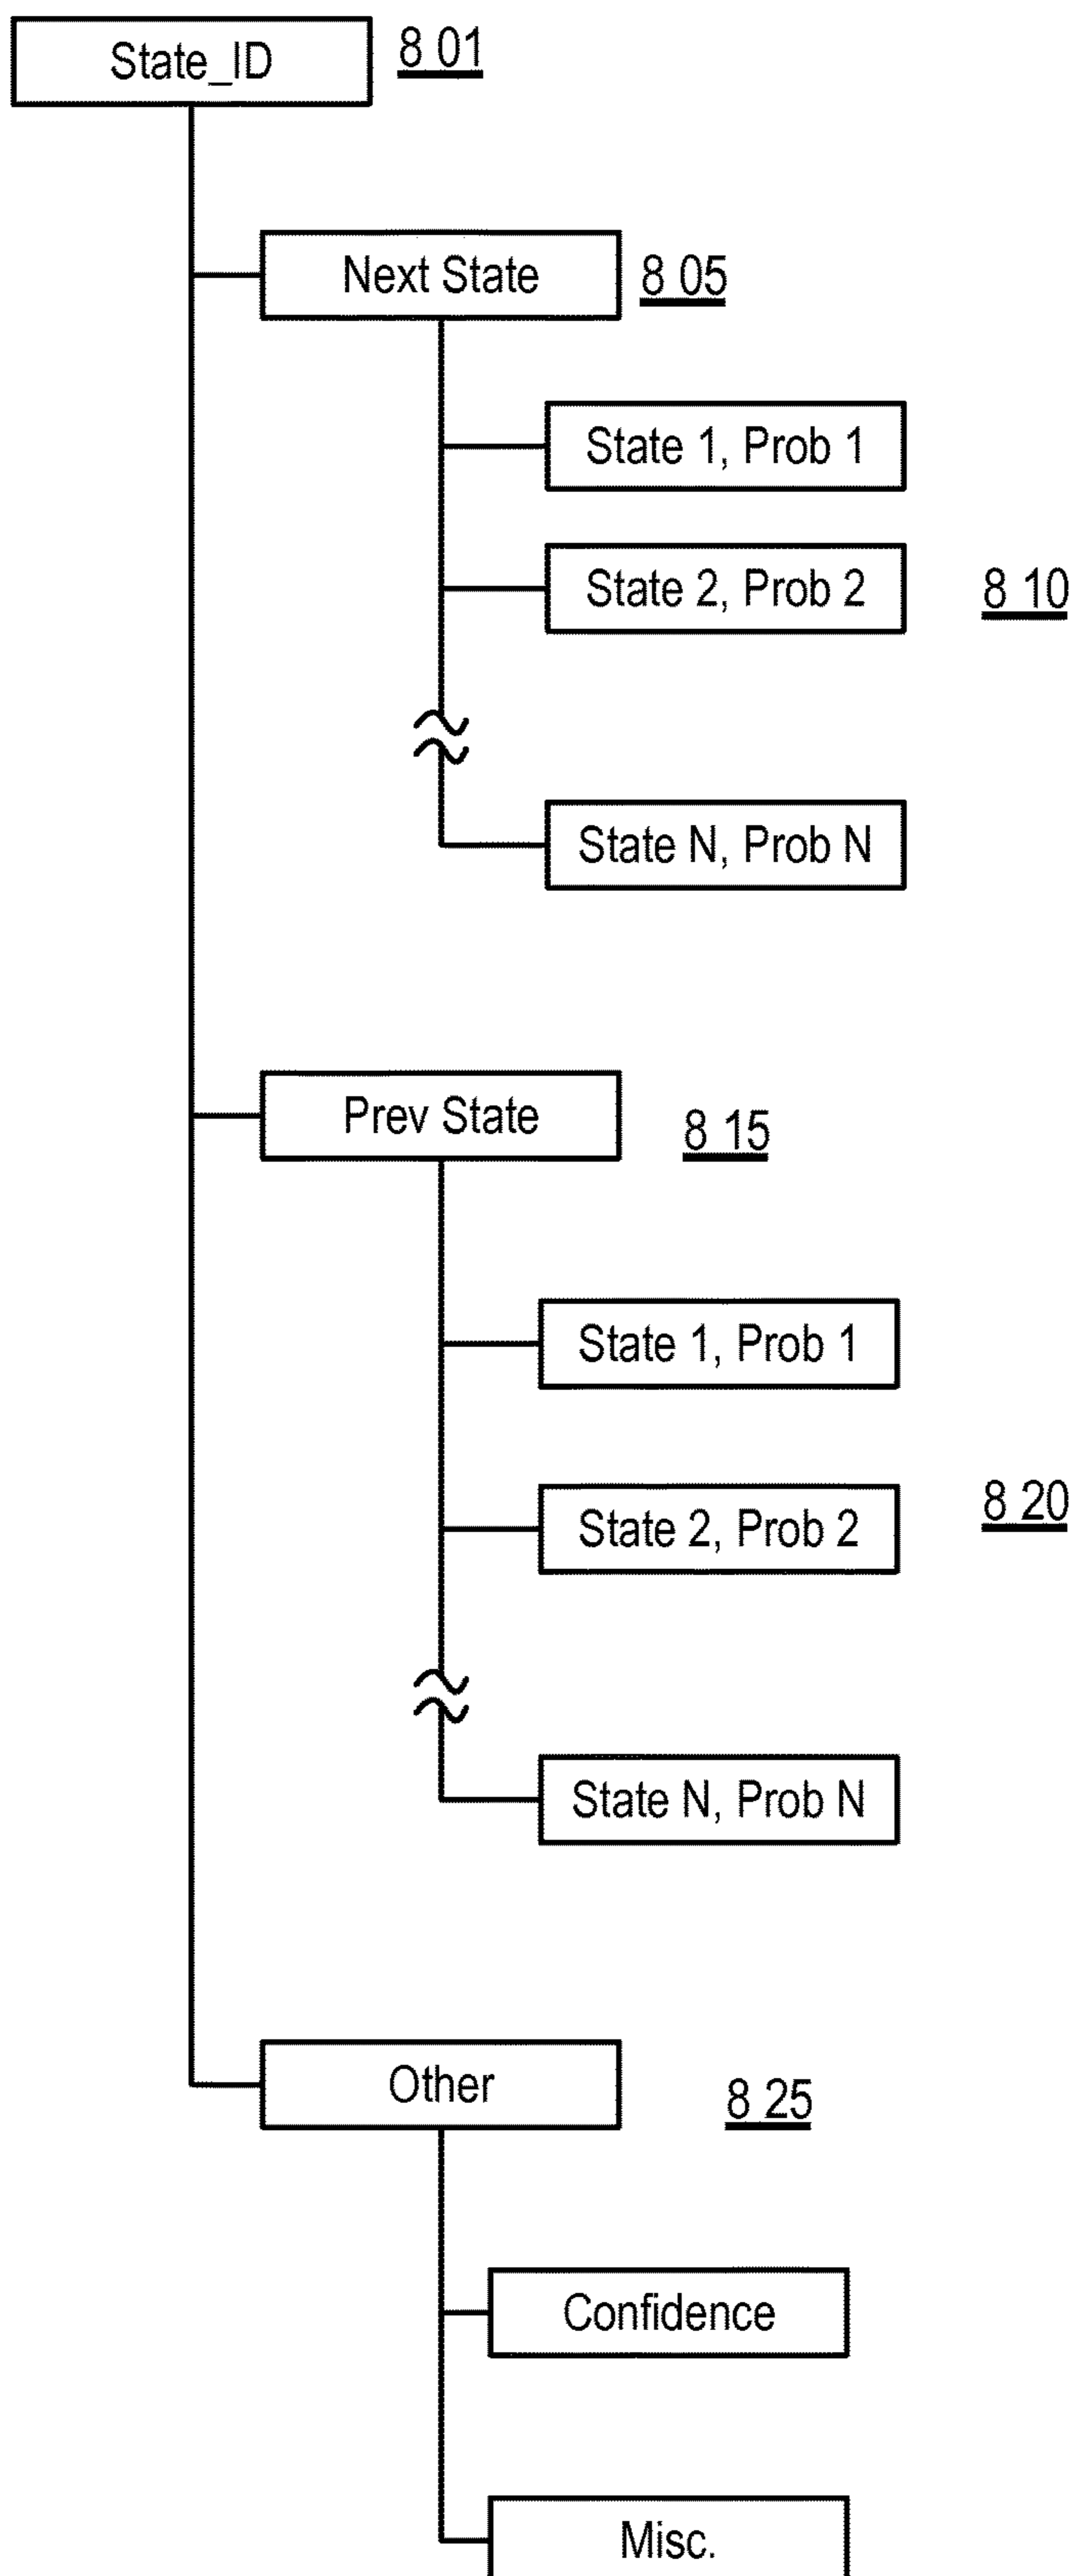 State_ID 8 01
Next State 8 05
State 1, Prob 1
State 2, Prob 2 8 10
State N, Prob N
Prev State 8 15
State 1, Prob 1
State 2, Prob 2 8 20
State N, Prob N
Other 8 25
Confidence
Misc.